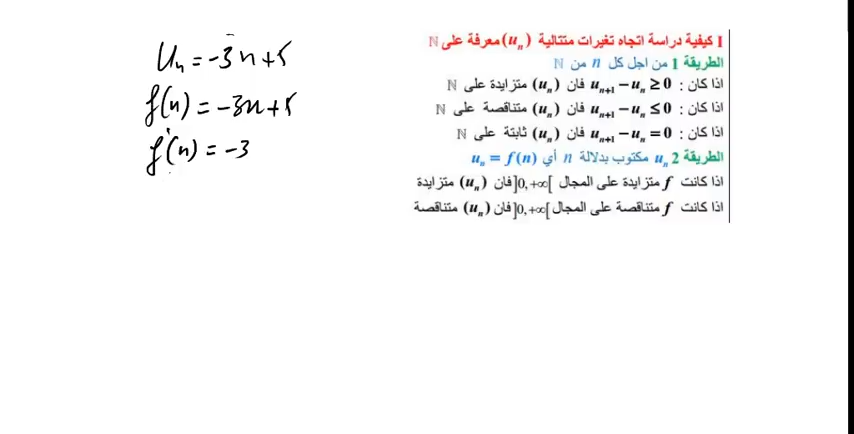 Un = -3n+5
f(n) = -3n+5
f'(n) = -3
I كيفية دراسة اتجاه تغيرات متتالية (uₙ) معرفة على ℕ
الطريقة 1 من اجل كل n من ℕ
اذا كان : uₙ₊₁ − uₙ ≥ 0 فان (uₙ) متزايدة على ℕ
اذا كان : uₙ₊₁ − uₙ ≤ 0 فان (uₙ) متناقصة على ℕ
اذا كان : uₙ₊₁ − uₙ = 0 فان (uₙ) ثابتة على ℕ
الطريقة 2 uₙ مكتوب بدلالة n أي uₙ = f(n)
اذا كانت f متزايدة على المجال ]0,+∞[ فان (uₙ) متزايدة
اذا كانت f متناقصة على المجال ]0,+∞[ فان (uₙ) متناقصة